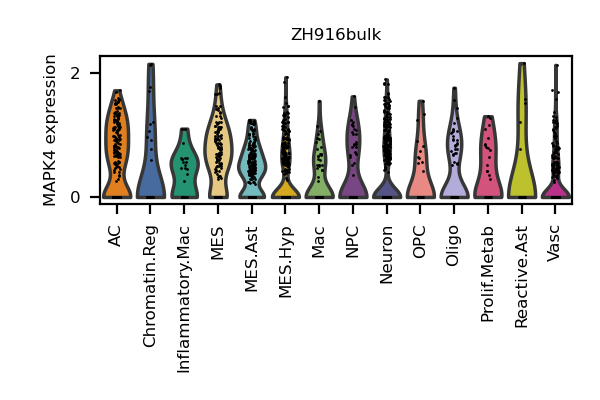 ZH916bulk
MAPK4 expression
2
0
AC
Chromatin.Reg
Inflammatory.Mac
MES
MES.Ast
MES.Hyp
Mac
NPC
Neuron
OPC
Oligo
Prolif.Metab
Reactive.Ast
Vasc